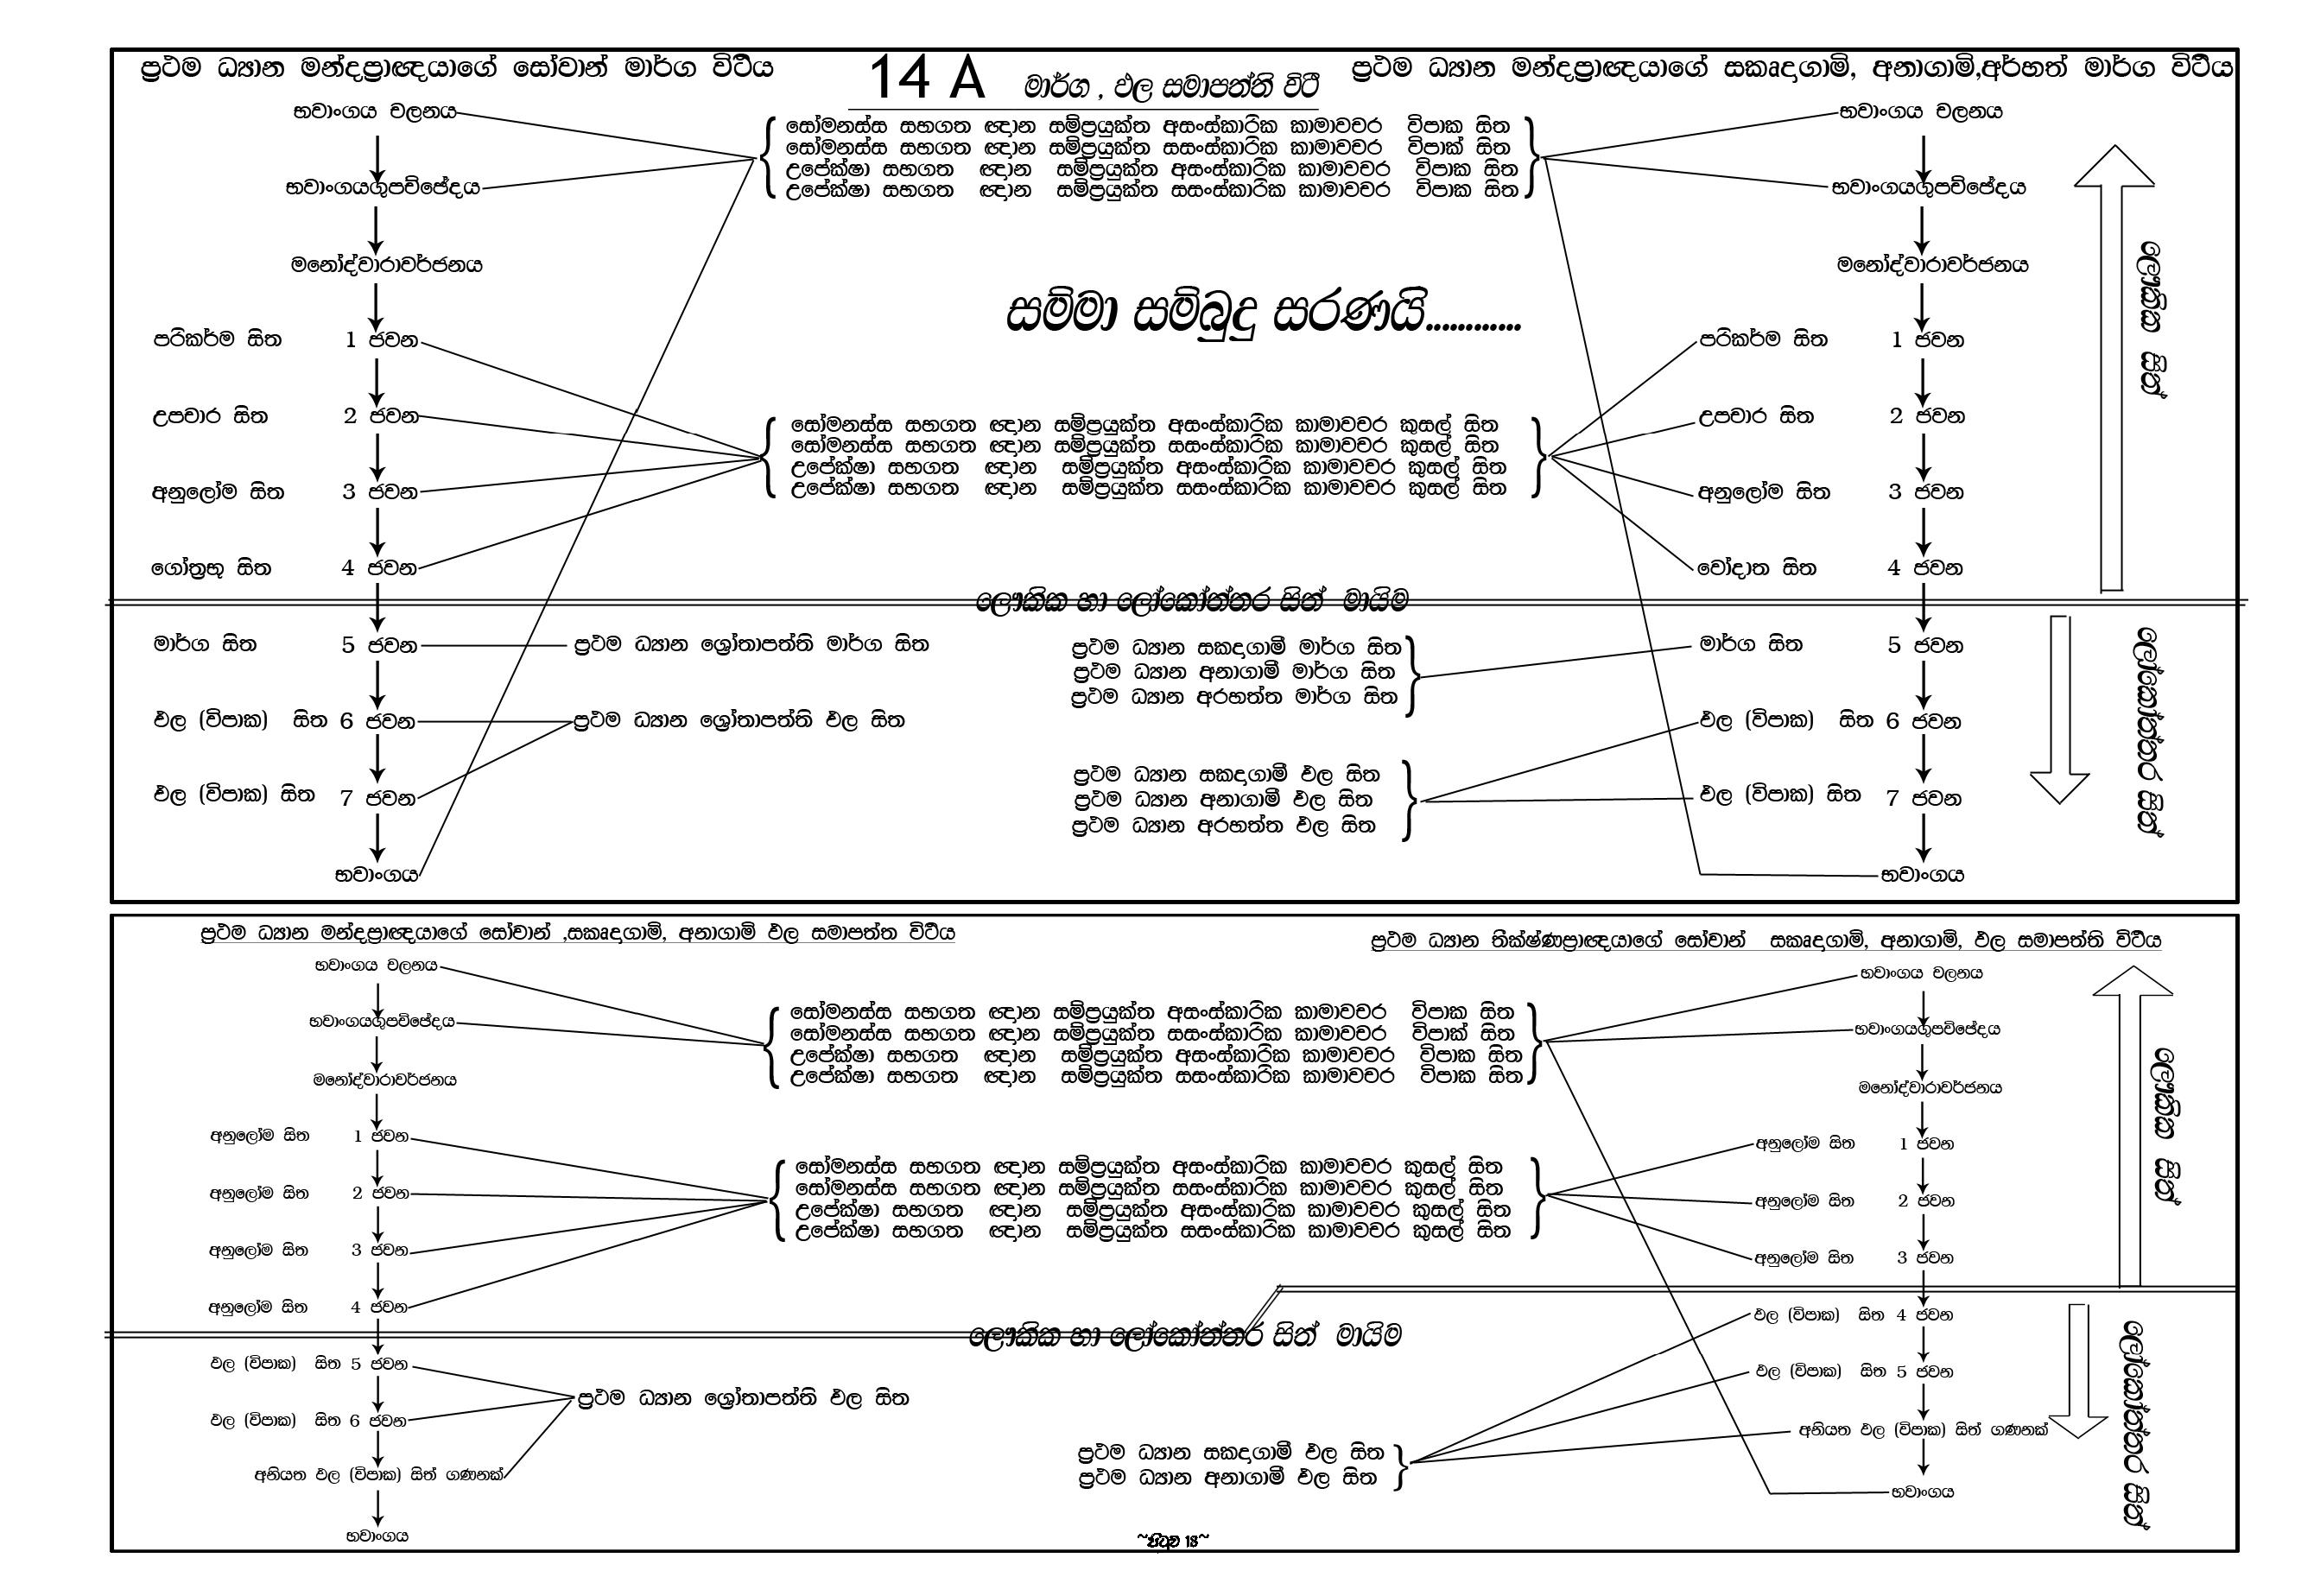 ප්‍රථම ධ්‍යාන මන්දප්‍රාඥයාගේ සෝවාන් මාර්ග විථිය
14 A මාර්ග , ඵල සමාපත්ති විථි
ප්‍රථම ධ්‍යාන මන්දප්‍රාඥයාගේ සකෘදාගාමි, අනාගාමි,අර්හත් මාර්ග විථිය
භවාංගය චලනය
භවාංගයගුපච්ඡේදය
මනෝද්වාරාවර්ජනය
පරිකර්ම සිත 1 ජවන
උපචාර සිත 2 ජවන
අනුලෝම සිත 3 ජවන
ගෝත්‍රභූ සිත 4 ජවන
මාර්ග සිත 5 ජවන
ඵල (විපාක) සිත 6 ජවන
ඵල (විපාක) සිත 7 ජවන
භවාංගය
සෝමනස්ස සහගත ඥාන සම්ප්‍රයුක්ත අසංස්කාරික කාමාවචර විපාක සිත
සෝමනස්ස සහගත ඥාන සම්ප්‍රයුක්ත සසංස්කාරික කාමාවචර විපාක් සිත
උපේක්ෂා සහගත ඥාන සම්ප්‍රයුක්ත අසංස්කාරික කාමාවචර විපාක සිත
උපේක්ෂා සහගත ඥාන සම්ප්‍රයුක්ත සසංස්කාරික කාමාවචර විපාක සිත
සම්මා සම්බුදු සරණයි............
සෝමනස්ස සහගත ඥාන සම්ප්‍රයුක්ත අසංස්කාරික කාමාවචර කුසල් සිත
සෝමනස්ස සහගත ඥාන සම්ප්‍රයුක්ත සසංස්කාරික කාමාවචර කුසල් සිත
උපේක්ෂා සහගත ඥාන සම්ප්‍රයුක්ත අසංස්කාරික කාමාවචර කුසල් සිත
උපේක්ෂා සහගත ඥාන සම්ප්‍රයුක්ත සසංස්කාරික කාමාවචර කුසල් සිත
ලෞකික හා ලෝකෝත්තර සිත් මායිම
ප්‍රථම ධ්‍යාන ශ්‍රෝතාපත්ති මාර්ග සිත
ප්‍රථම ධ්‍යාන ශ්‍රෝතාපත්ති ඵල සිත
ප්‍රථම ධ්‍යාන සකදාගාමී මාර්ග සිත
ප්‍රථම ධ්‍යාන අනාගාමී මාර්ග සිත
ප්‍රථම ධ්‍යාන අරහත්ත මාර්ග සිත
ප්‍රථම ධ්‍යාන සකදාගාමී ඵල සිත
ප්‍රථම ධ්‍යාන අනාගාමී ඵල සිත
ප්‍රථම ධ්‍යාන අරහත්ත ඵල සිත
භවාංගය චලනය
භවාංගයගුපච්ඡේදය
මනෝද්වාරාවර්ජනය
පරිකර්ම සිත 1 ජවන
උපචාර සිත 2 ජවන
අනුලෝම සිත 3 ජවන
වෝදාත සිත 4 ජවන
මාර්ග සිත 5 ජවන
ඵල (විපාක) සිත 6 ජවන
ඵල (විපාක) සිත 7 ජවන
භවාංගය
ලෞකික සිත්
ලෝකෝත්තර සිත්
ප්‍රථම ධ්‍යාන මන්දප්‍රාඥයාගේ සෝවාන් ,සකෘදාගාමි, අනාගාමි ඵල සමාපත්ත විථිය
ප්‍රථම ධ්‍යාන තීක්ෂ්ණප්‍රාඥයාගේ සෝවාන් සකෘදාගාමි, අනාගාමි, ඵල සමාපත්ති විථිය
භවාංගය චලනය
භවාංගයගුපච්ඡේදය
මනෝද්වාරාවර්ජනය
අනුලෝම සිත 1 ජවන
අනුලෝම සිත 2 ජවන
අනුලෝම සිත 3 ජවන
අනුලෝම සිත 4 ජවන
ඵල (විපාක) සිත 5 ජවන
ඵල (විපාක) සිත 6 ජවන
අනියත ඵල (විපාක) සිත් ගණනක්
භවාංගය
සෝමනස්ස සහගත ඥාන සම්ප්‍රයුක්ත අසංස්කාරික කාමාවචර විපාක සිත
සෝමනස්ස සහගත ඥාන සම්ප්‍රයුක්ත සසංස්කාරික කාමාවචර විපාක් සිත
උපේක්ෂා සහගත ඥාන සම්ප්‍රයුක්ත අසංස්කාරික කාමාවචර විපාක සිත
උපේක්ෂා සහගත ඥාන සම්ප්‍රයුක්ත සසංස්කාරික කාමාවචර විපාක සිත
සෝමනස්ස සහගත ඥාන සම්ප්‍රයුක්ත අසංස්කාරික කාමාවචර කුසල් සිත
සෝමනස්ස සහගත ඥාන සම්ප්‍රයුක්ත සසංස්කාරික කාමාවචර කුසල් සිත
උපේක්ෂා සහගත ඥාන සම්ප්‍රයුක්ත අසංස්කාරික කාමාවචර කුසල් සිත
උපේක්ෂා සහගත ඥාන සම්ප්‍රයුක්ත සසංස්කාරික කාමාවචර කුසල් සිත
ලෞකික හා ලෝකෝත්තර සිත් මායිම
ප්‍රථම ධ්‍යාන ශ්‍රෝතාපත්ති ඵල සිත
ප්‍රථම ධ්‍යාන සකදාගාමී ඵල සිත
ප්‍රථම ධ්‍යාන අනාගාමී ඵල සිත
භවාංගය චලනය
භවාංගයගුපච්ඡේදය
මනෝද්වාරාවර්ජනය
අනුලෝම සිත 1 ජවන
අනුලෝම සිත 2 ජවන
අනුලෝම සිත 3 ජවන
ඵල (විපාක) සිත 4 ජවන
ඵල (විපාක) සිත 5 ජවන
අනියත ඵල (විපාක) සිත් ගණනක්
භවාංගය
ලෞකික සිත්
ලෝකෝත්තර සිත්